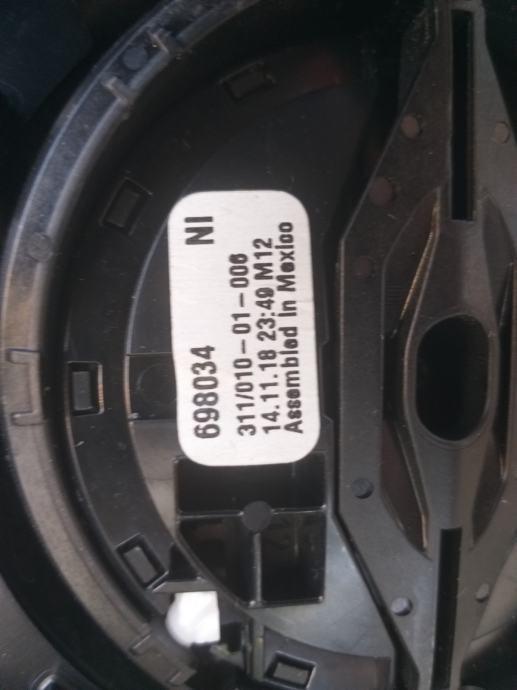 698034 NI
311/010-01-006
14.11.18 23:49 M12
Assembled in Mexico